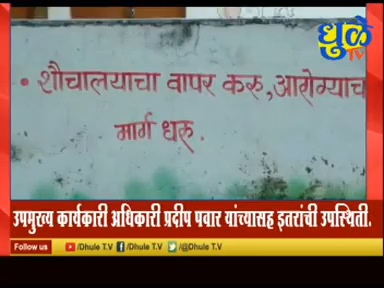 धुळे
TV
• शौचालयाचा वापर करु, आरोग्याच
मार्ग धरु.
उपमुख्य कार्यकारी अधिकारी प्रदीप पवार यांच्यासह इतरांची उपस्थिती.
Follow us /Dhule T.V /Dhule T.V @Dhule T.V